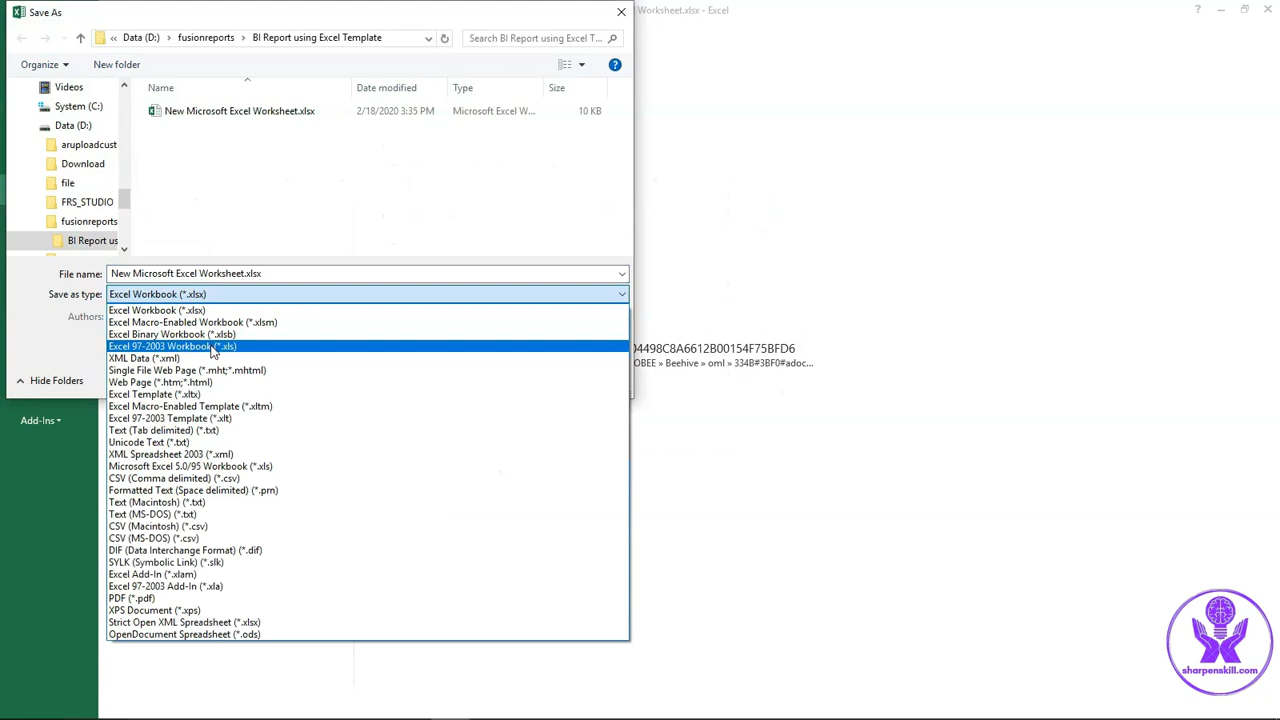 Save As
Worksheet.xlsx - Excel
« Data (D:) > fusionreports > BI Report using Excel Template
Search BI Report using Excel T...
Organize
New folder
Name
Date modified
Type
Size
New Microsoft Excel Worksheet.xlsx
2/18/2020 3:35 PM
Microsoft Excel W...
10 KB
Videos
System (C:)
Data (D:)
aruploadcust
Download
file
FRS_STUDIO
fusionreports
BI Report us
File name:
New Microsoft Excel Worksheet.xlsx
Save as type:
Excel Workbook (*.xlsx)
Authors:
Excel Workbook (*.xlsx)
Excel Macro-Enabled Workbook (*.xlsm)
Excel Binary Workbook (*.xlsb)
Excel 97-2003 Workbook (*.xls)
XML Data (*.xml)
Single File Web Page (*.mht;*.mhtml)
Web Page (*.htm;*.html)
Excel Template (*.xltx)
Excel Macro-Enabled Template (*.xltm)
Excel 97-2003 Template (*.xlt)
Text (Tab delimited) (*.txt)
Unicode Text (*.txt)
XML Spreadsheet 2003 (*.xml)
Microsoft Excel 5.0/95 Workbook (*.xls)
CSV (Comma delimited) (*.csv)
Formatted Text (Space delimited) (*.prn)
Text (Macintosh) (*.txt)
Text (MS-DOS) (*.txt)
CSV (Macintosh) (*.csv)
CSV (MS-DOS) (*.csv)
DIF (Data Interchange Format) (*.dif)
SYLK (Symbolic Link) (*.slk)
Excel Add-In (*.xlam)
Excel 97-2003 Add-In (*.xla)
PDF (*.pdf)
XPS Document (*.xps)
Strict Open XML Spreadsheet (*.xlsx)
OpenDocument Spreadsheet (*.ods)
Hide Folders
Add-Ins
04498C8A6612B00154F75BFD6
OBEE » Beehive » oml » 334B#3BF0#adoc...
sharpenskill.com